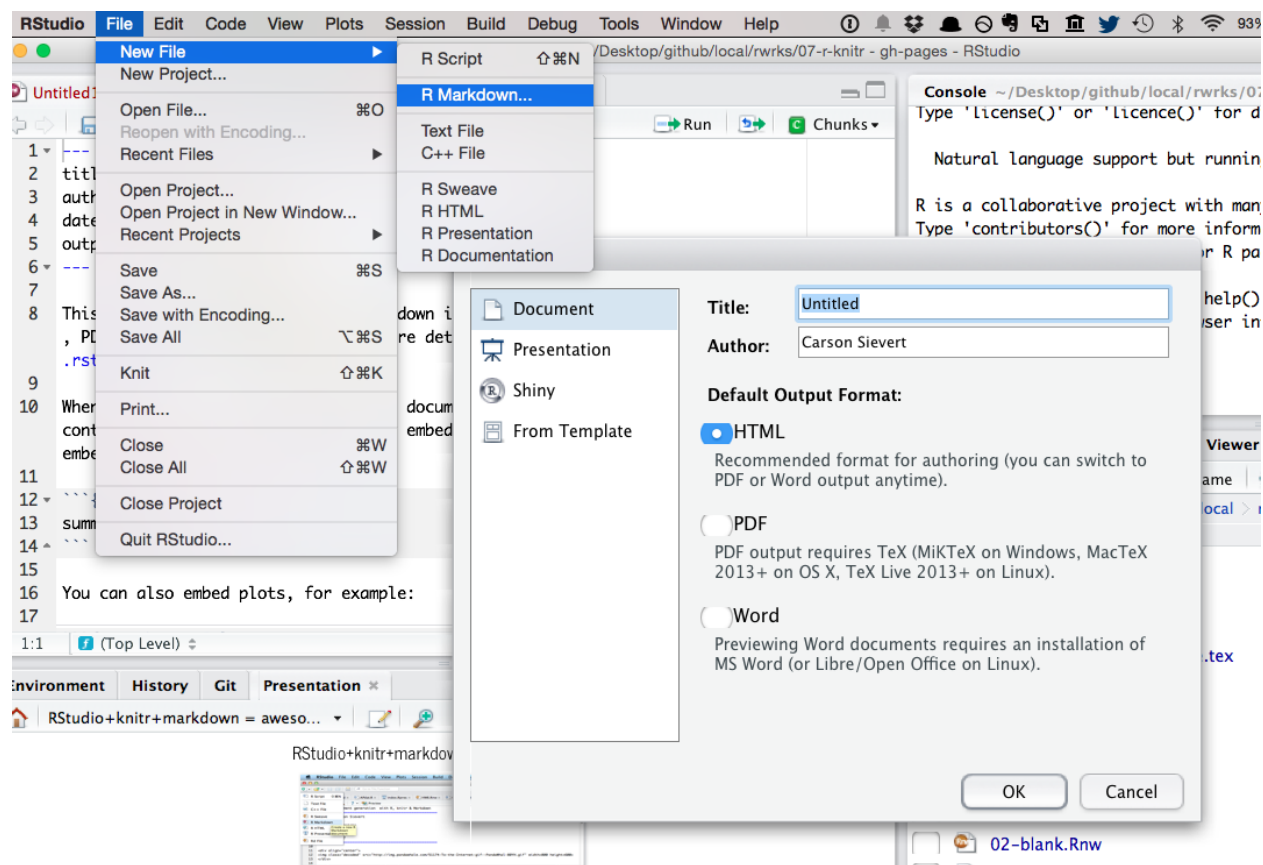 RStudio File Edit Code View Plots Session Build Debug Tools Window Help 93%
/Desktop/github/local/rwrks/07-r-knitr - gh-pages - RStudio
New File
New Project...
Open File... ⌘O
Reopen with Encoding...
Recent Files
Open Project...
Open Project in New Window...
Recent Projects
Save ⌘S
Save As...
Save with Encoding...
Save All ⌥⌘S
Knit ⇧⌘K
Print...
Close ⌘W
Close All ⇧⌘W
Close Project
Quit RStudio...
R Script ⇧⌘N
R Markdown...
Text File
C++ File
R Sweave
R HTML
R Presentation
R Documentation
Untitled1
Run Chunks
1 ---
2 titl
3 auth
4 date
5 outp
6 ---
7
8 This down i
, PD re det
.rst
9
10 When docum
cont embed
embe
11
12 ```{
13 summ
14 ```
15
16 You can also embed plots, for example:
17
1:1 (Top Level)
Console ~/Desktop/github/local/rwrks/07
Type 'license()' or 'licence()' for d
Natural language support but runnin
R is a collaborative project with man
Type 'contributors()' for more inform
or R pa
help()
ser in
Document
Presentation
Shiny
From Template
Title: Untitled
Author: Carson Sievert
Default Output Format:
HTML
Recommended format for authoring (you can switch to
PDF or Word output anytime).
PDF
PDF output requires TeX (MiKTeX on Windows, MacTeX
2013+ on OS X, TeX Live 2013+ on Linux).
Word
Previewing Word documents requires an installation of
MS Word (or Libre/Open Office on Linux).
OK Cancel
Viewer
ame
local
.tex
02-blank.Rnw
Environment History Git Presentation
RStudio+knitr+markdown = aweso...
RStudio+knitr+markdov